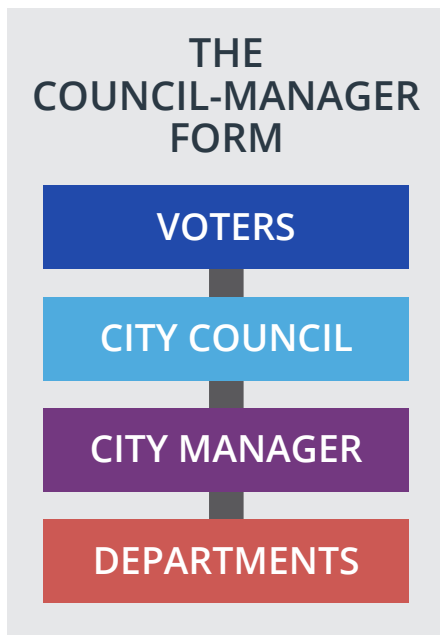 THE
COUNCIL-MANAGER
FORM
VOTERS
CITY COUNCIL
CITY MANAGER
DEPARTMENTS